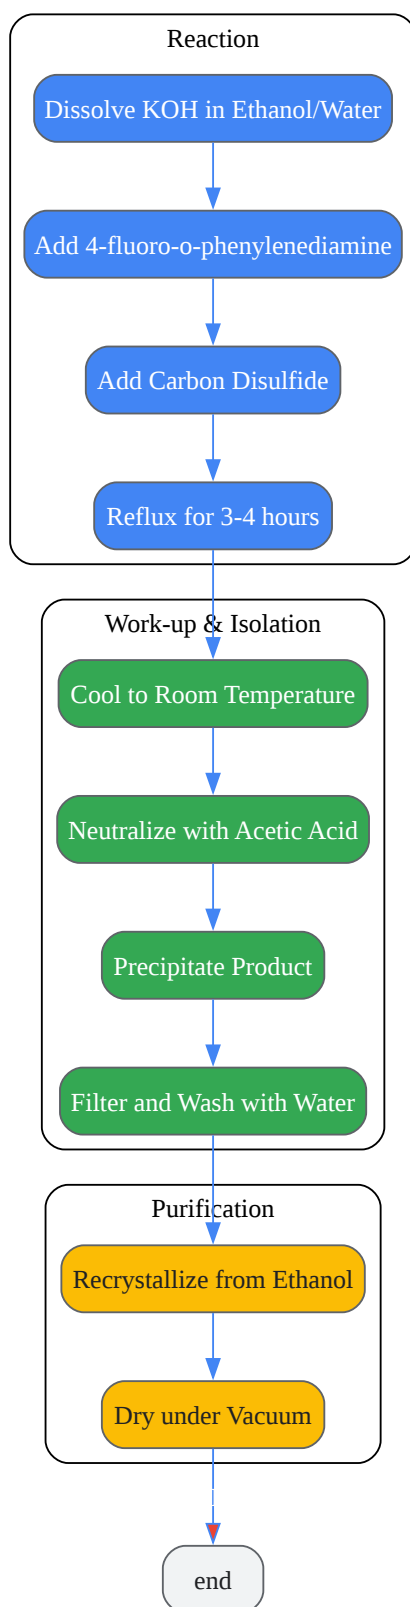 Reaction
Dissolve KOH in Ethanol/Water
Add 4-fluoro-o-phenylenediamine
Add Carbon Disulfide
Reflux for 3-4 hours
Work-up & Isolation
Cool to Room Temperature
Neutralize with Acetic Acid
Precipitate Product
Filter and Wash with Water
Purification
Recrystallize from Ethanol
Dry under Vacuum
end